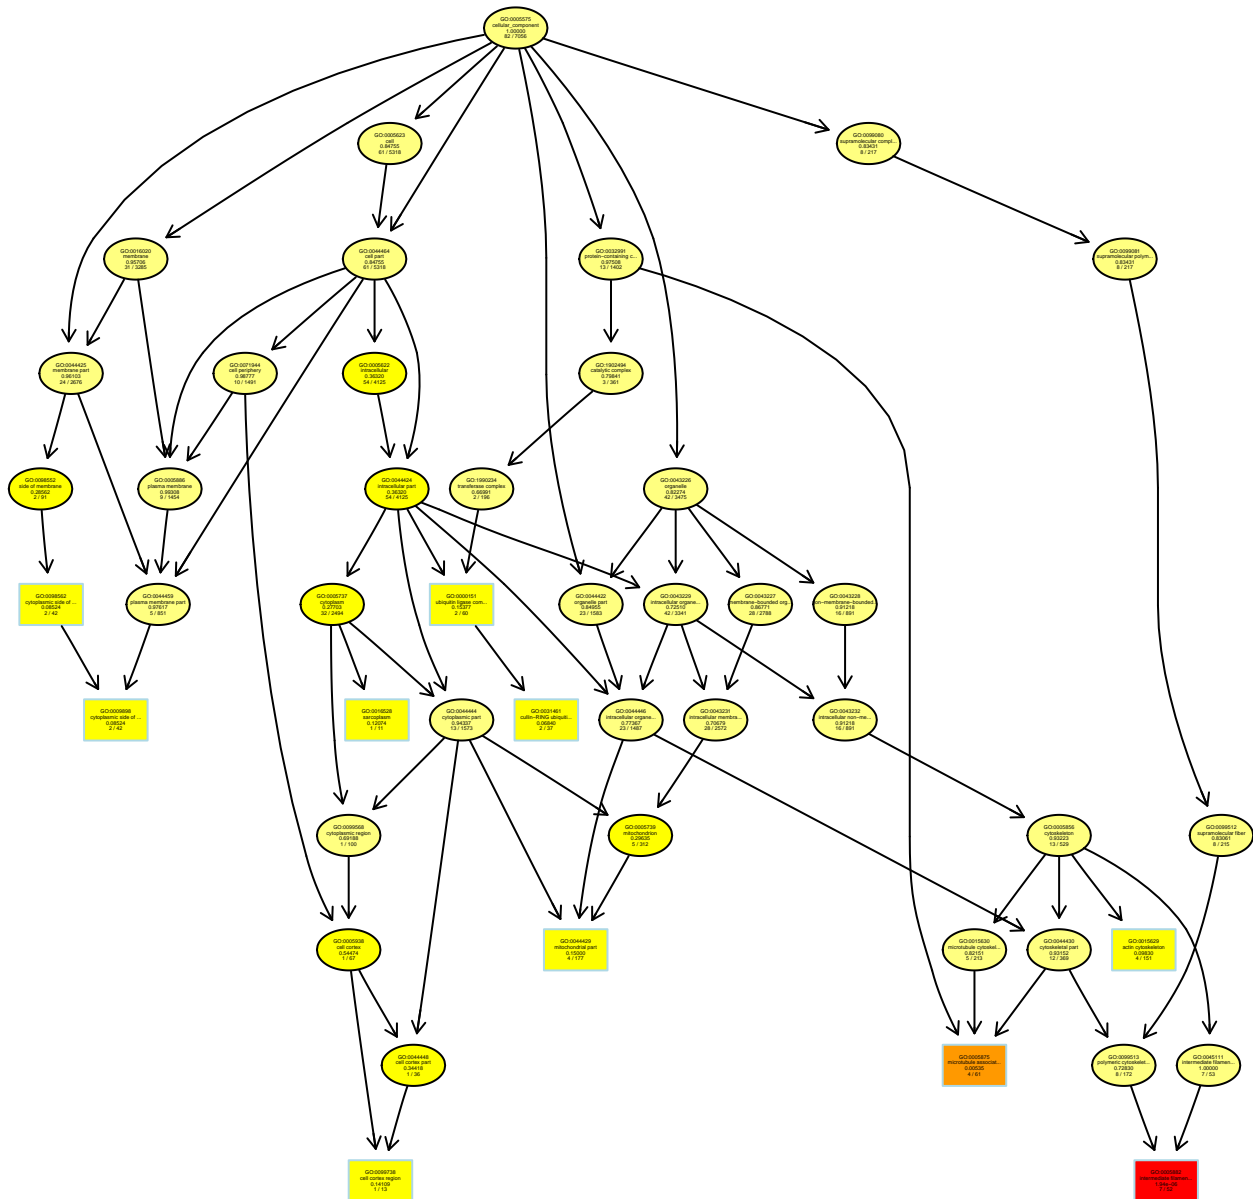 GO:0005575
cellular_component
1.00000
82 / 7056
GO:0005623
cell
0.84755
61 / 5318
GO:0099080
supramolecular compl...
0.83431
8 / 217
GO:0016020
membrane
0.95706
31 / 3285
GO:0044464
cell part
0.84755
61 / 5318
GO:0032991
protein−containing c...
0.97508
13 / 1402
GO:0099081
supramolecular polym...
0.83431
8 / 217
GO:0044425
membrane part
0.96103
24 / 2676
GO:0071944
cell periphery
0.98777
10 / 1491
GO:0005622
intracellular
0.36320
54 / 4125
GO:1902494
catalytic complex
0.79841
3 / 361
GO:0098552
side of membrane
0.28562
2 / 91
GO:0005886
plasma membrane
9 / 1454
GO:0044424
intracellular part
0.36320
54 / 4125
GO:1990234
transferase complex
0.66981
2 / 196
GO:0043226
organelle
0.82274
42 / 3475
GO:0098562
cytoplasmic side of ...
0.08524
2 / 42
GO:0044459
plasma membrane part
0.97617
5 / 851
GO:0005737
cytoplasm
0.27703
32 / 2494
GO:0000151
ubiquitin ligase com...
0.15377
2 / 60
GO:0044422
organelle part
0.84955
23 / 1583
GO:0043229
intracellular organe...
0.72510
42 / 3341
GO:0043227
membrane−bounded org...
0.86771
28 / 2788
GO:0043228
non−membrane−bounded...
0.91218
16 / 891
GO:0009898
cytoplasmic side of ...
0.08524
2 / 42
GO:0016528
sarcoplasm
0.12074
1 / 11
GO:0044444
cytoplasmic part
0.94337
13 / 1573
GO:0031461
cullin−RING ubiquiti...
0.06840
2 / 37
GO:0044446
intracellular organe...
0.77367
23 / 1487
GO:0043231
intracellular membra...
0.70679
28 / 2572
GO:0043232
intracellular non−me...
0.91218
16 / 891
GO:0099568
cytoplasmic region
0.69188
1 / 100
GO:0005739
mitochondrion
0.29635
5 / 312
GO:0005856
cytoskeleton
0.93223
13 / 529
GO:0099512
supramolecular fiber
0.83061
8 / 215
GO:0005938
cell cortex
0.54474
1 / 67
GO:0044429
mitochondrial part
0.15000
4 / 177
GO:0015630
microtubule cytoskel...
0.82151
5 / 213
GO:0044430
cytoskeletal part
0.93152
12 / 369
GO:0015629
actin cytoskeleton
0.09830
4 / 151
GO:0044448
cell cortex part
0.34418
1 / 36
GO:0005875
microtubule associat...
0.00535
4 / 61
GO:0099513
polymeric cytoskelet...
0.72830
8 / 172
GO:0045111
intermediate filamen...
1.00000
7 / 53
GO:0099738
cell cortex region
0.14109
1 / 13